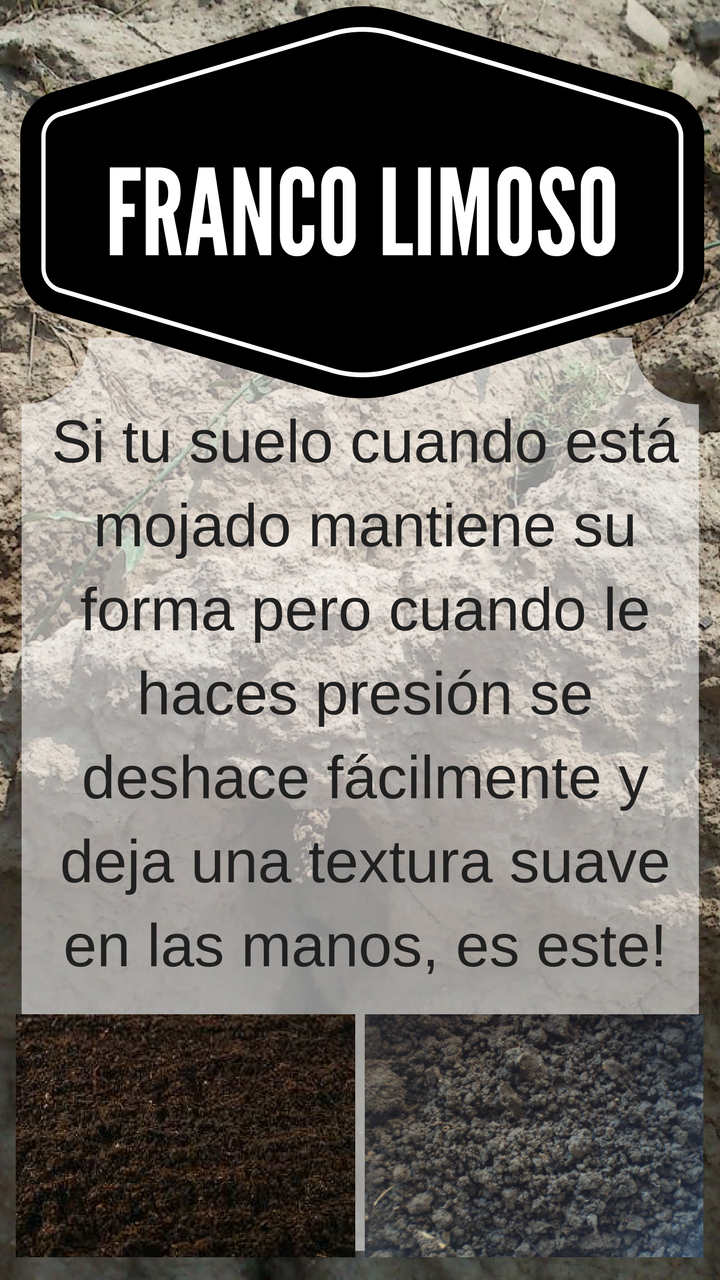 FRANCO LIMOSO
Si tu suelo cuando está
mojado mantiene su
forma pero cuando le
haces presión se
deshace fácilmente y
deja una textura suave
en las manos, es este!